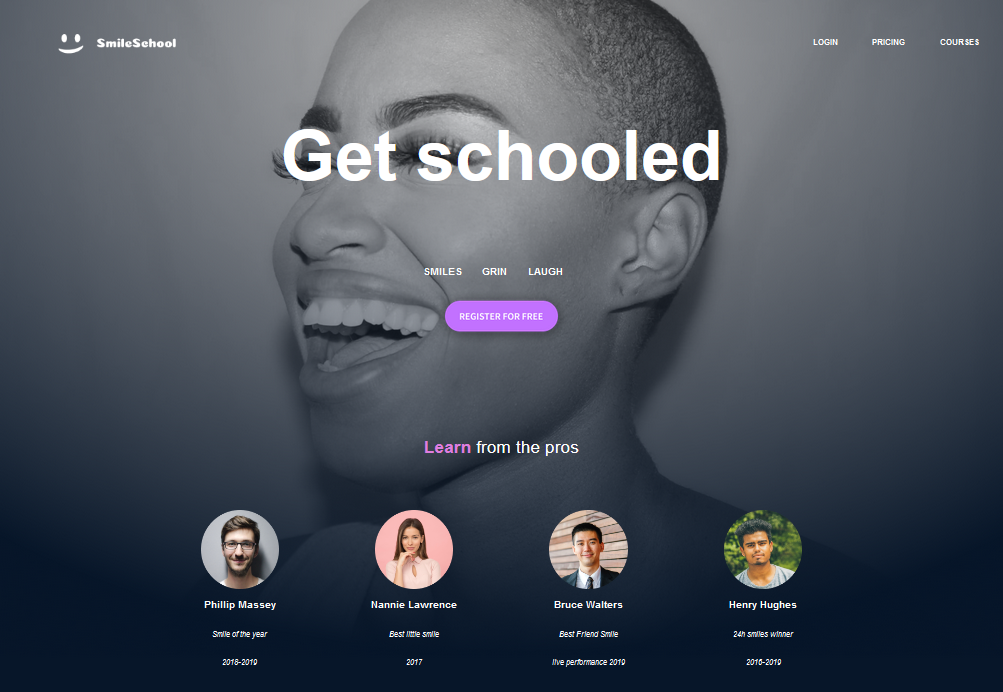 SmileSchool
LOGIN PRICING COURSES
Get schooled
SMILES GRIN LAUGH
REGISTER FOR FREE
Learn from the pros
Phillip Massey Nannie Lawrence Bruce Walters Henry Hughes
Smile of the year Best little smile Best Friend Smile 24h smiles winner
2018-2019 2017 live performance 2019 2016-2019